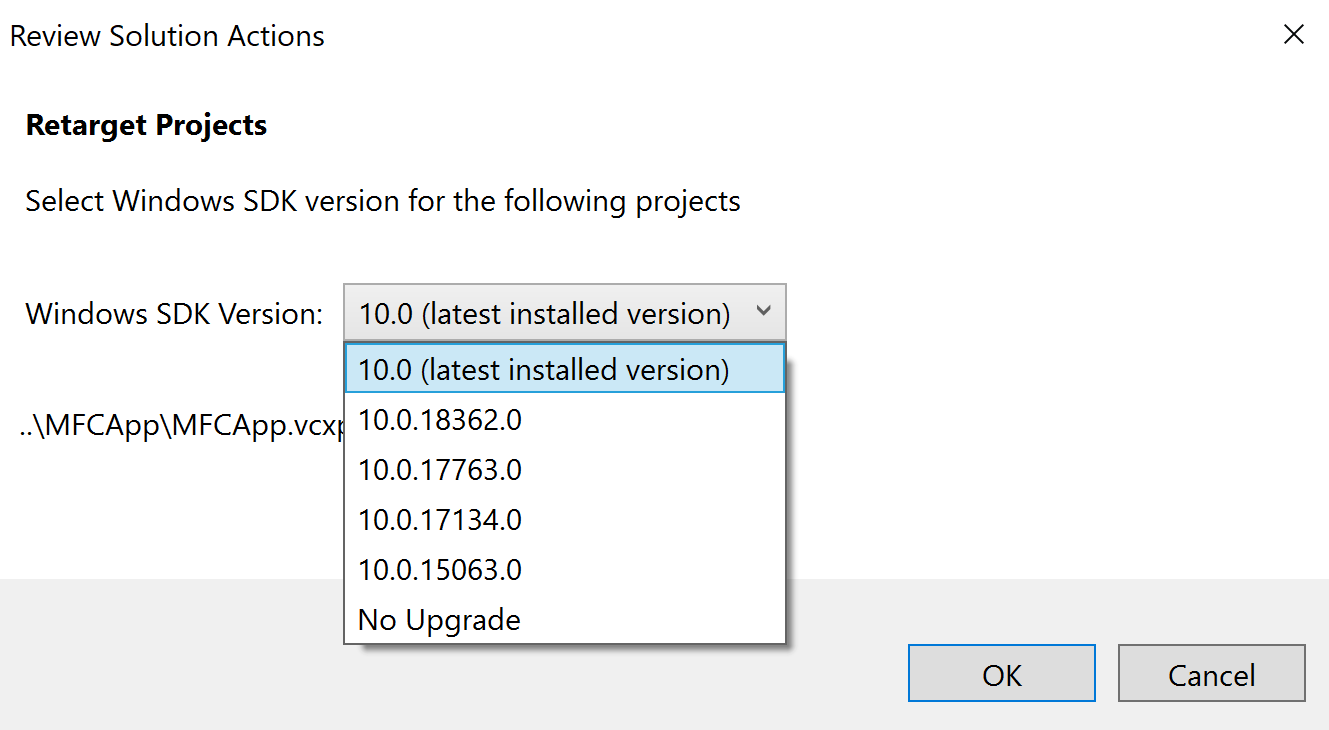 Review Solution Actions
Retarget Projects
Select Windows SDK version for the following projects
Windows SDK Version: 10.0 (latest installed version)
10.0 (latest installed version)
..\MFCApp\MFCApp.vcxp
10.0.18362.0
10.0.17763.0
10.0.17134.0
10.0.15063.0
No Upgrade
OK Cancel